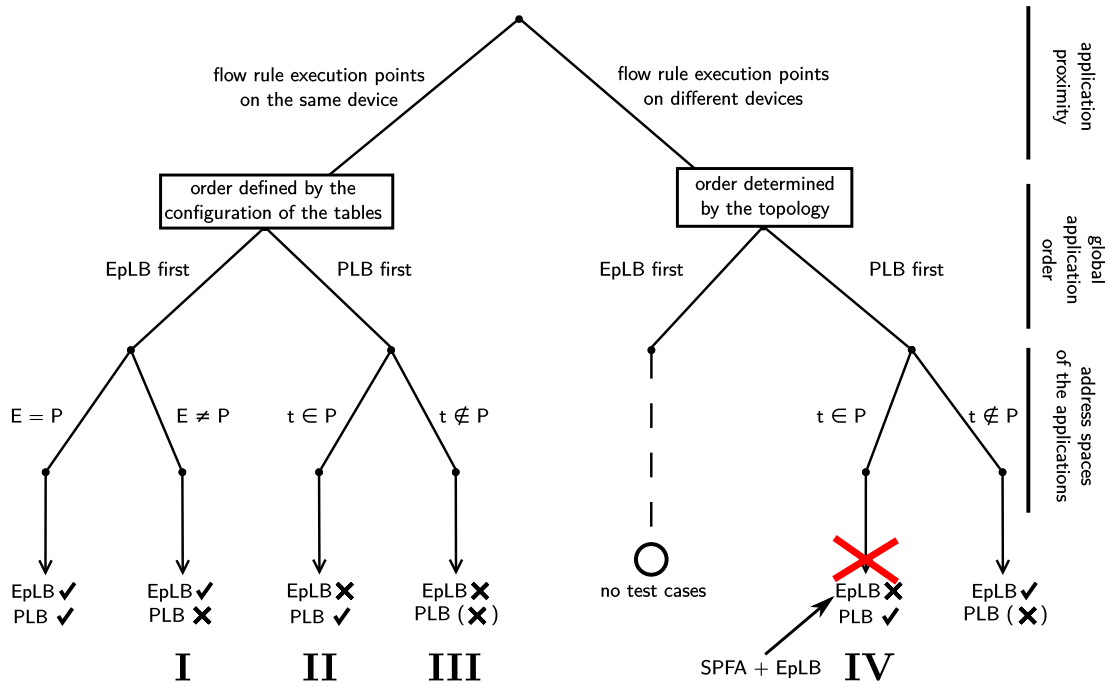 flow rule execution points
on the same device
flow rule execution points
on different devices
application
proximity
order defined by the
configuration of the tables
order determined
by the topology
EpLB first
PLB first
EpLB first
PLB first
global
application
order
E = P
E ≠ P
t ∈ P
t ∉ P
t ∈ P
t ∉ P
address spaces
of the applications
EpLB ✔
PLB ✔
EpLB ✔
PLB ✖
EpLB ✖
PLB ✔
EpLB ✖
PLB (✖)
no test cases
EpLB ✖
PLB ✔
EpLB ✔
PLB (✖)
I
II
III
SPFA + EpLB
IV